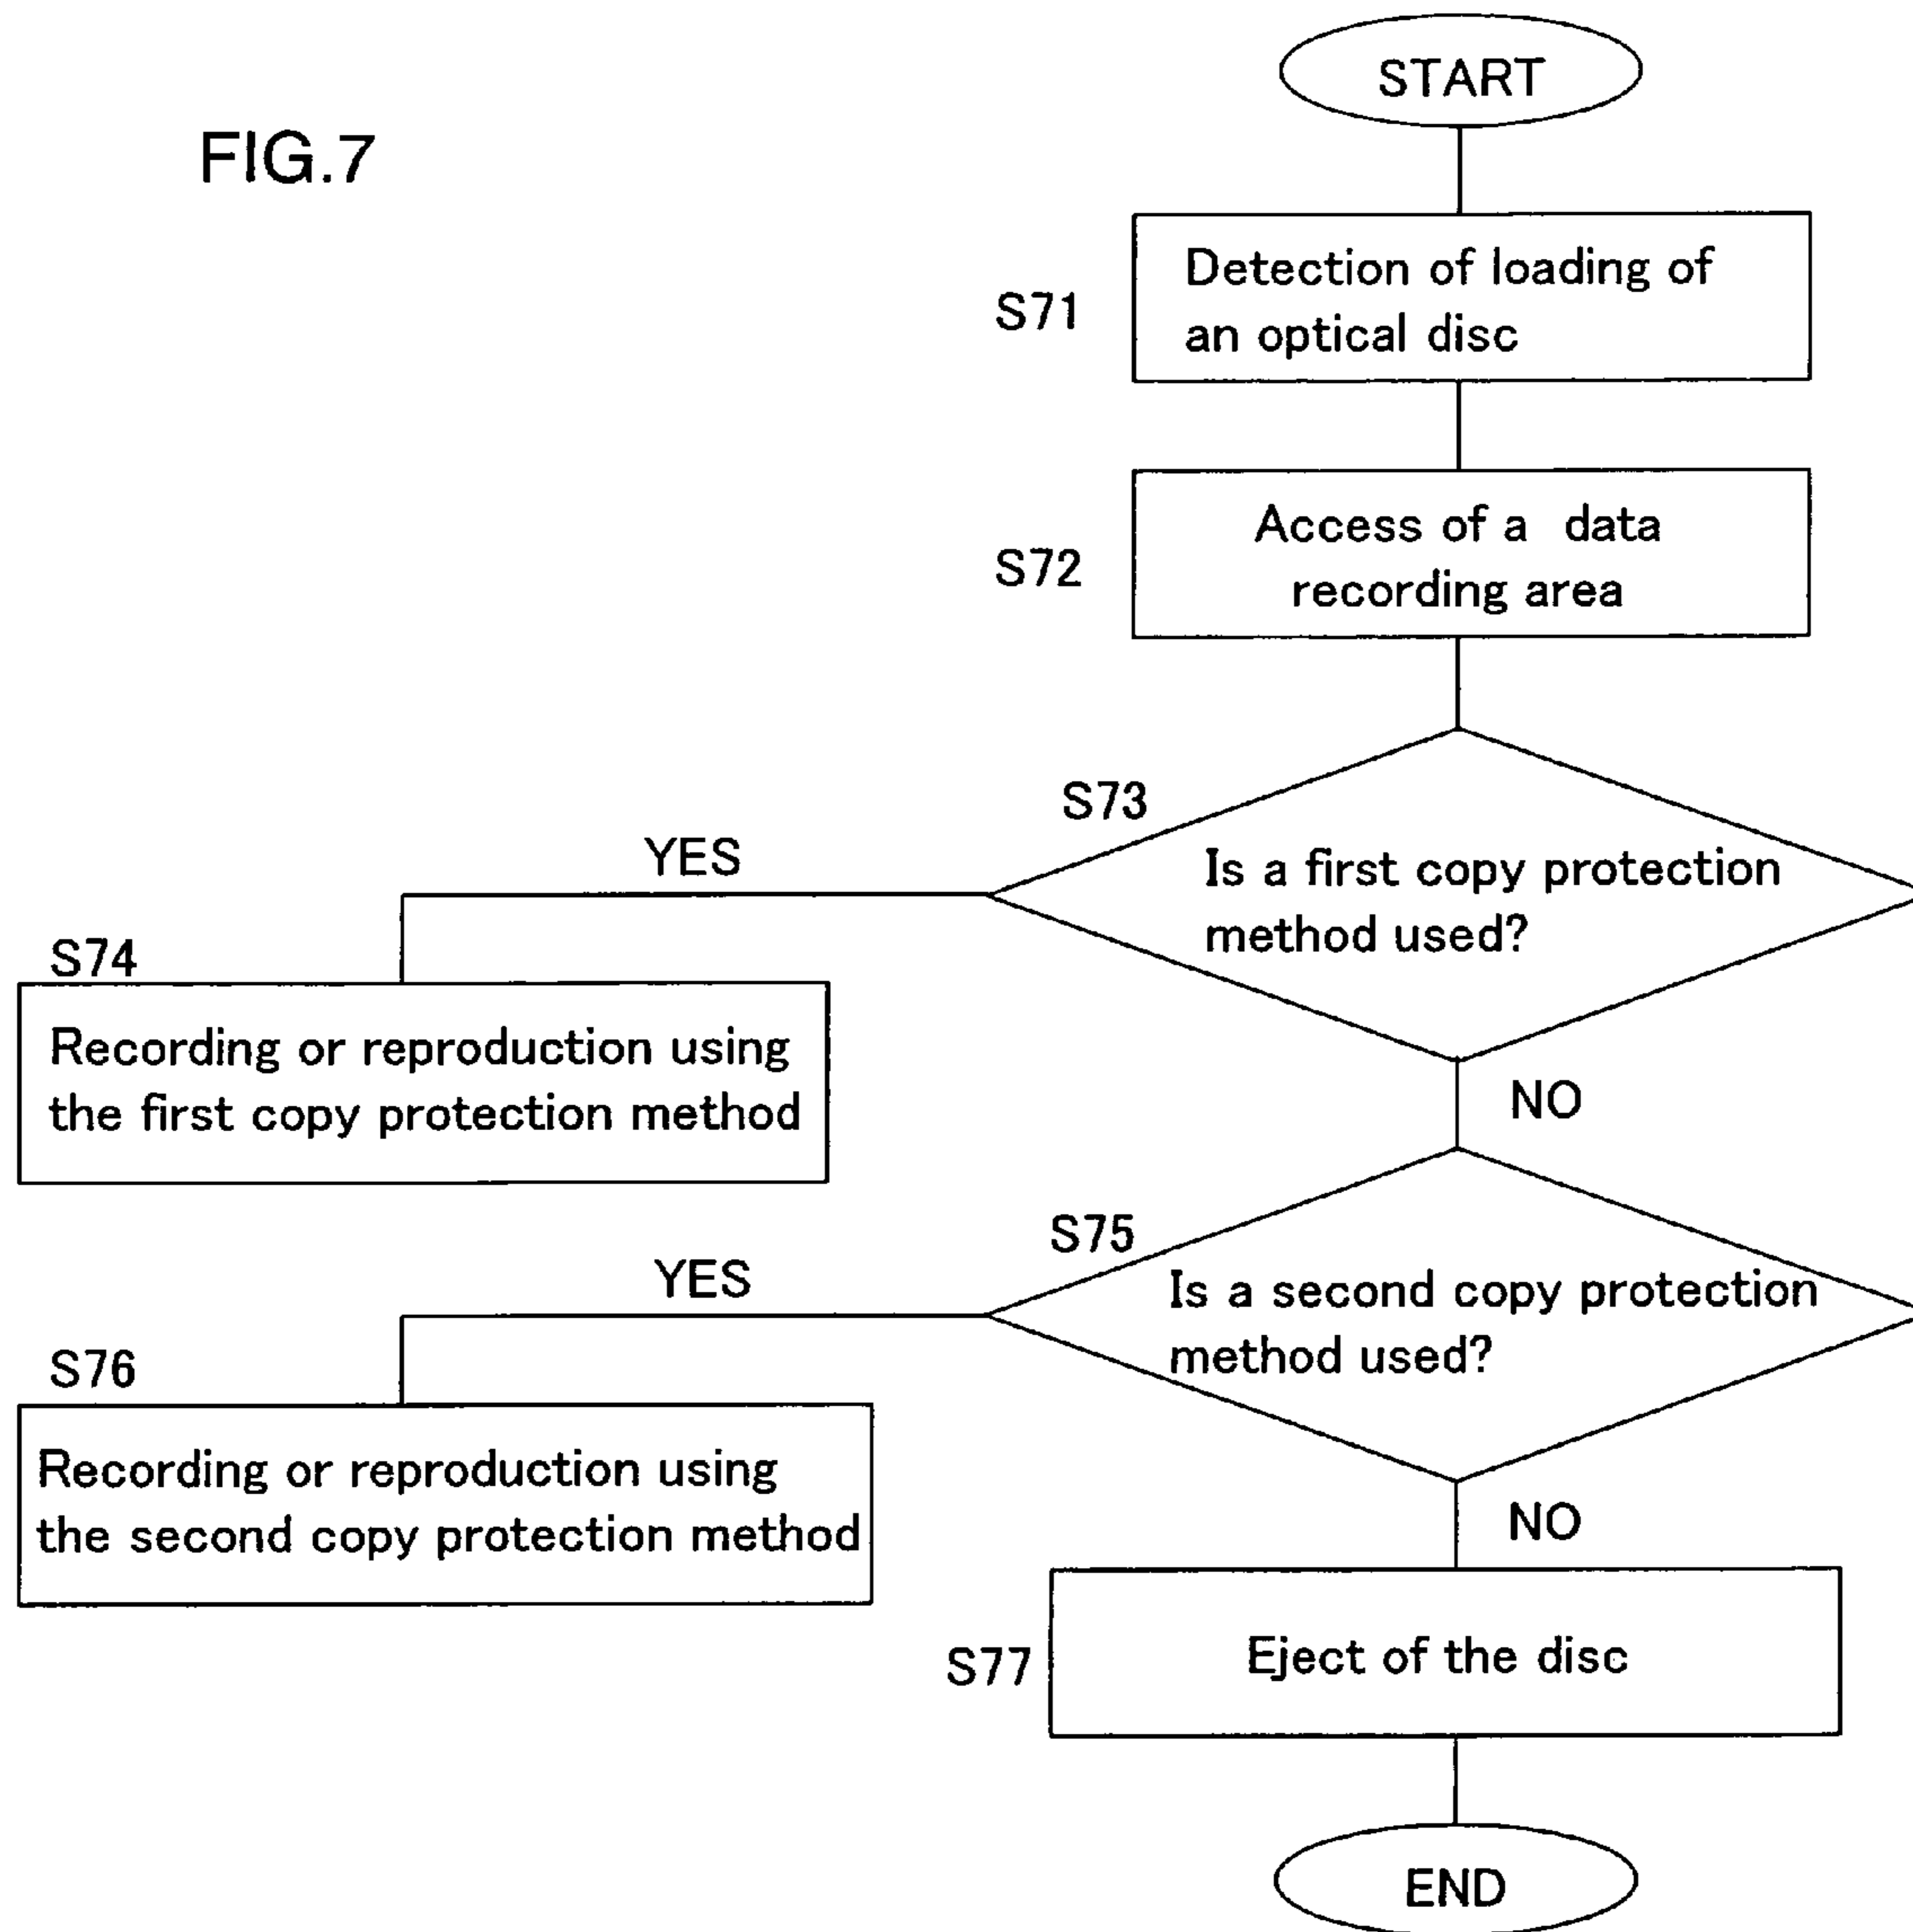 START
FIG.7
Detection of loading of
an optical disc
S71
Access of a data
recording area
S72
S73
Is a first copy protection
method used?
YES
S74
Recording or reproduction using
the first copy protection method
NO
S75
Is a second copy protection
method used?
YES
S76
Recording or reproduction using
the second copy protection method
NO
S77
Eject of the disc
END